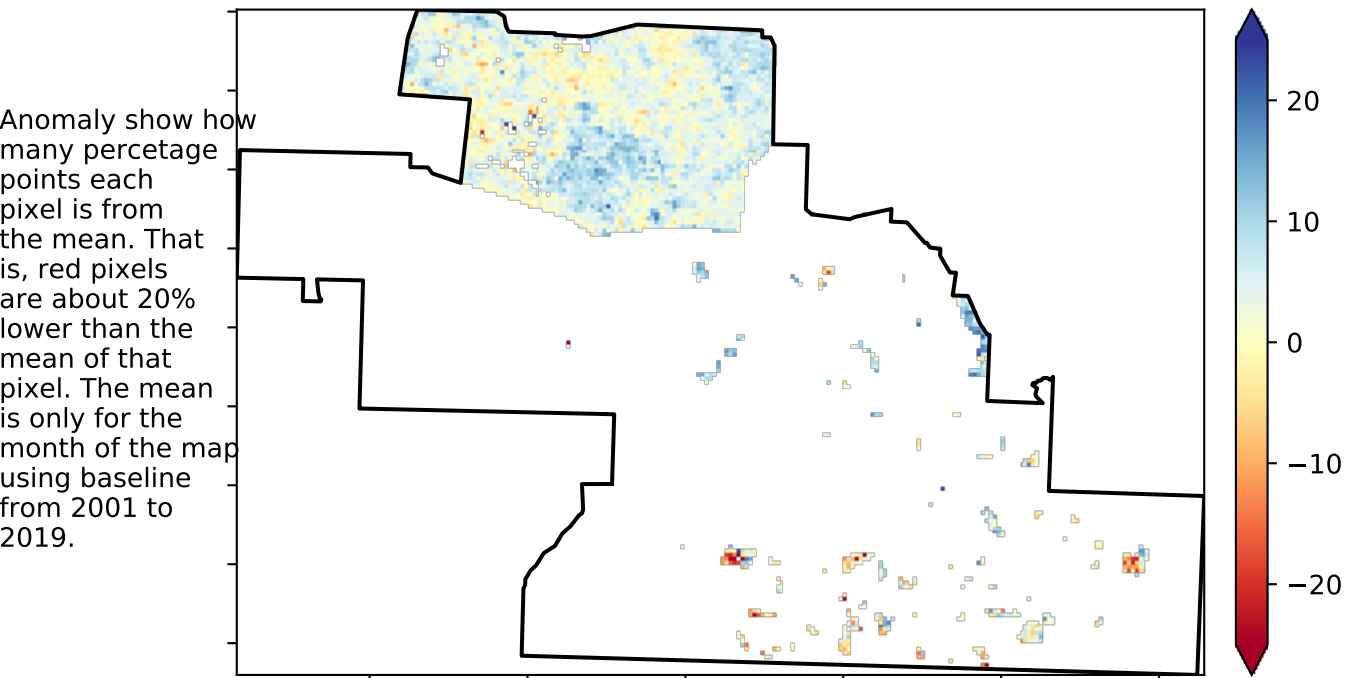 Anomaly show how
many percetage
points each
pixel is from
the mean. That
is, red pixels
are about 20%
lower than the
mean of that
pixel. The mean
is only for the
month of the map
using baseline
from 2001 to
2019.
20
10
0
−10
−20